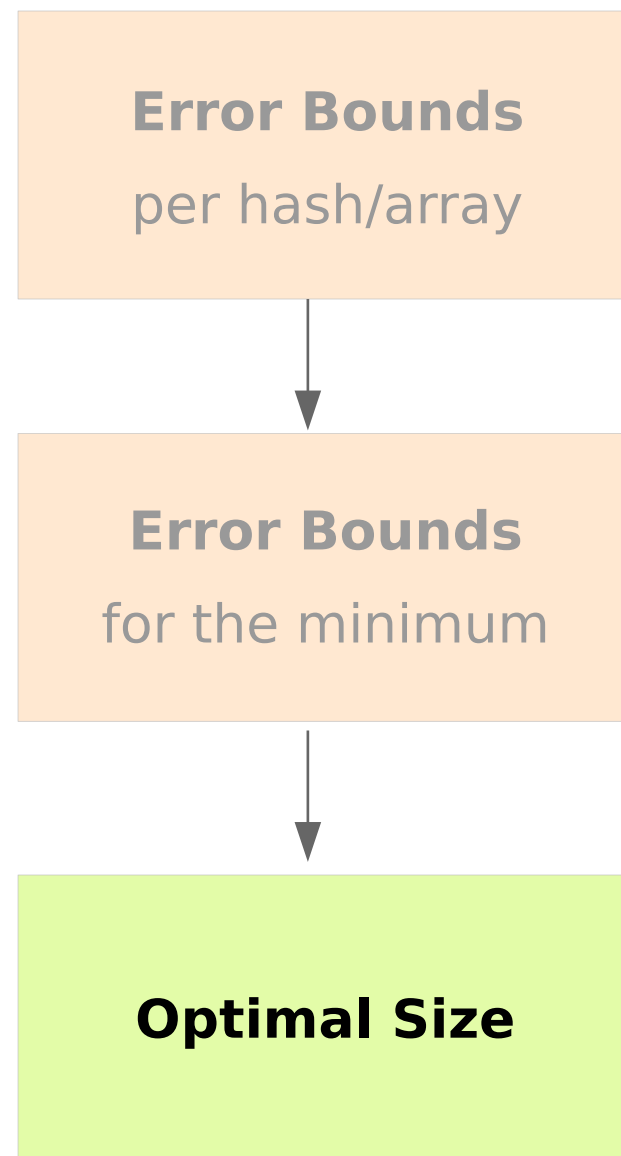 Error Bounds
per hash/array
Error Bounds
for the minimum
Optimal Size